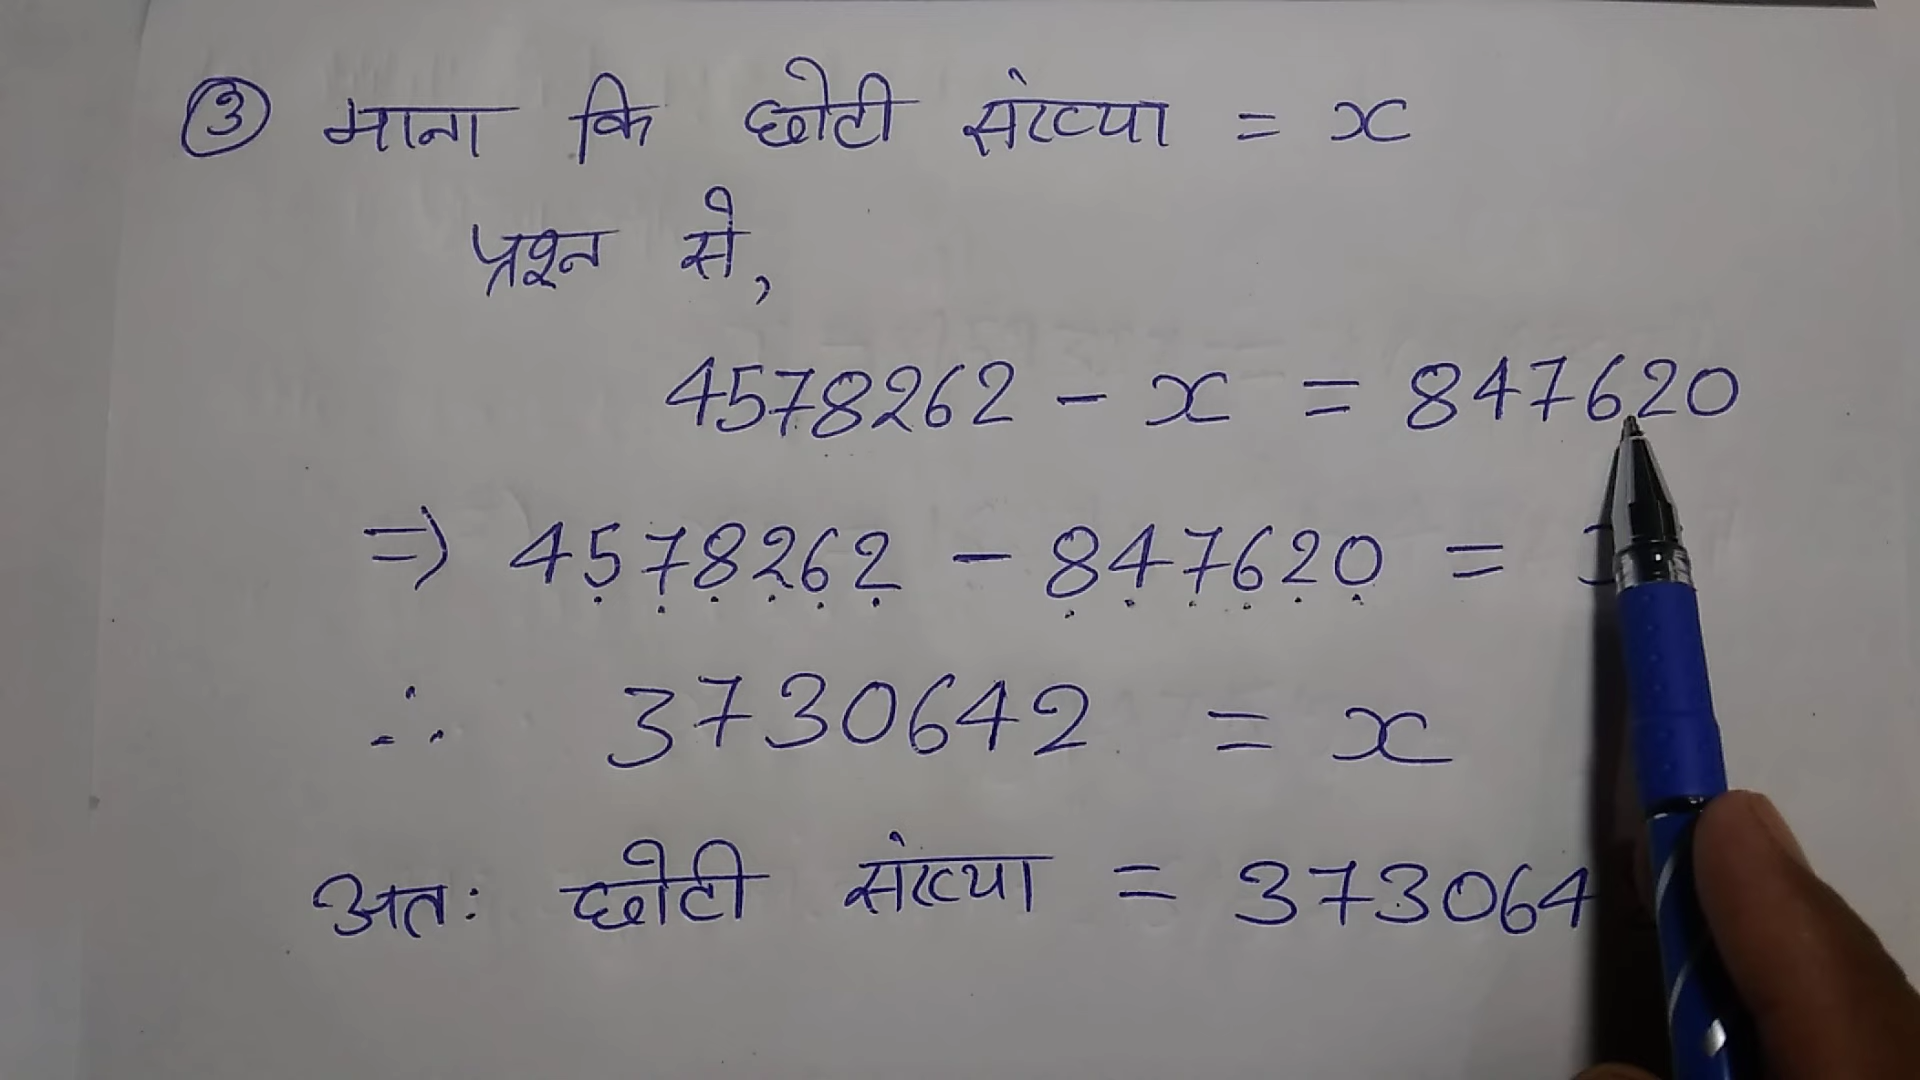 ③ माना कि छोटी संख्या = x
प्रश्न से,
4578262 - x = 847620
⇒ 4578262 - 847620 =
∴ 3730642 = x
अतः छोटी संख्या = 373064